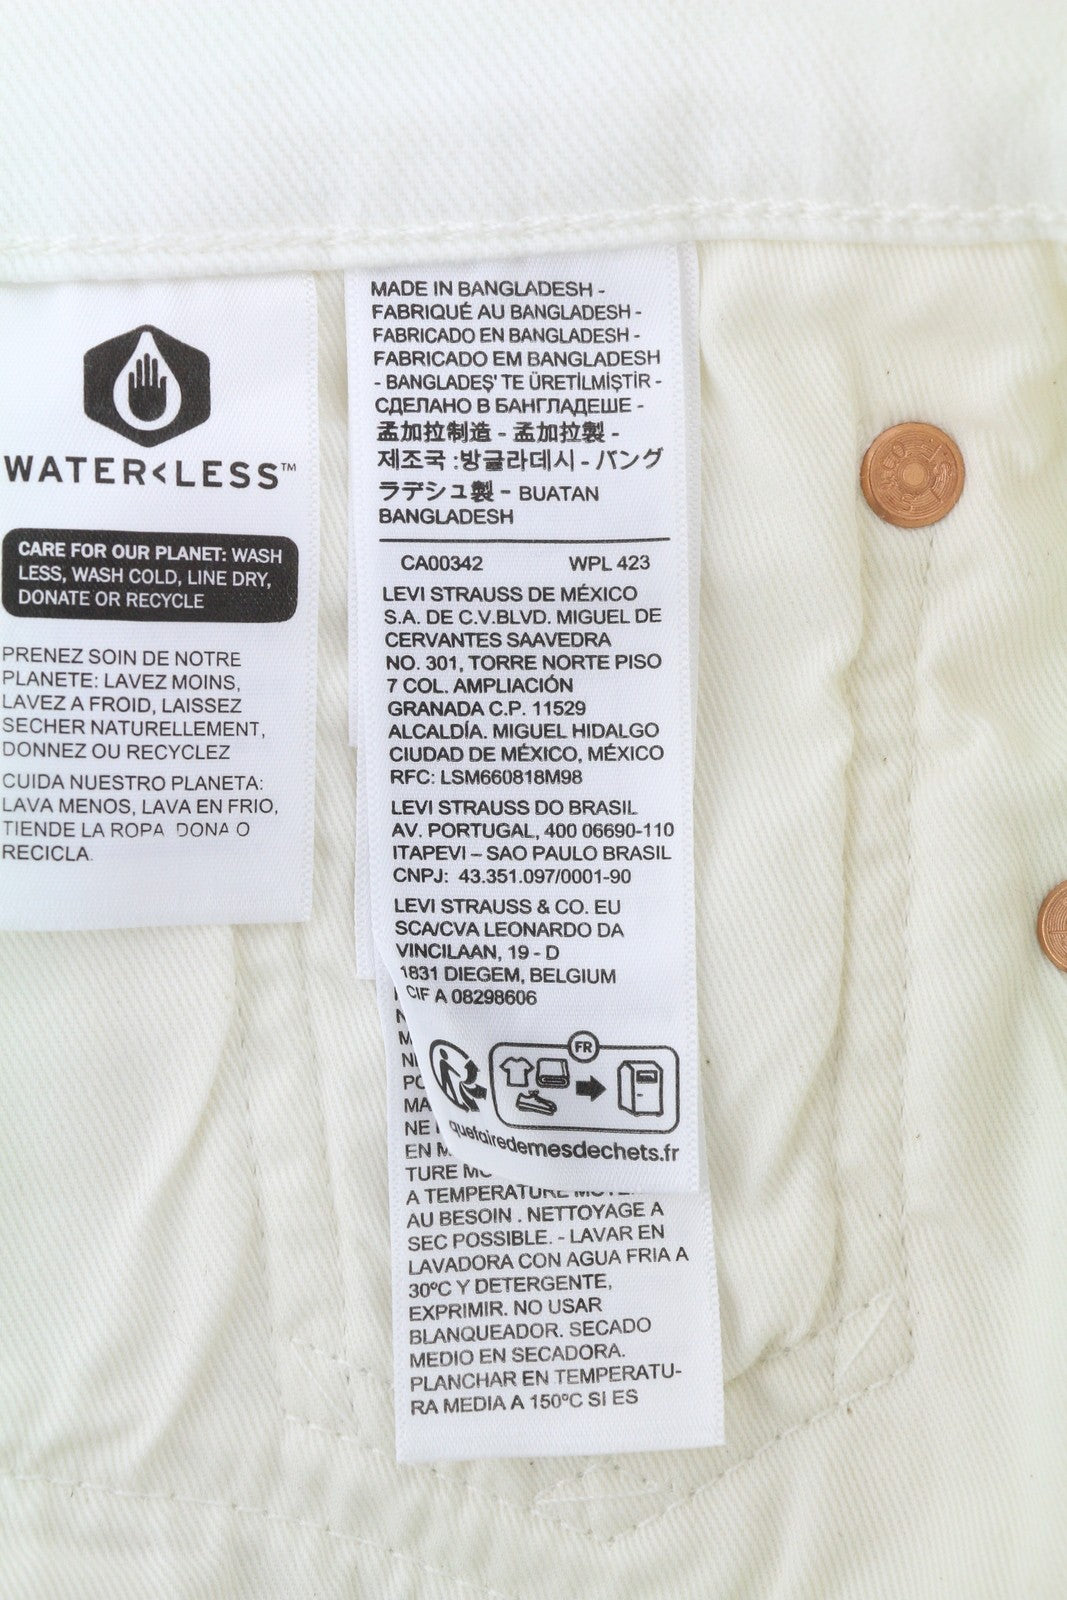 WATER<LESS™
CARE FOR OUR PLANET: WASH
LESS, WASH COLD, LINE DRY,
DONATE OR RECYCLE
PRENEZ SOIN DE NOTRE
PLANETE: LAVEZ MOINS,
LAVEZ A FROID, LAISSEZ
SECHER NATURELLEMENT,
DONNEZ OU RECYCLEZ
CUIDA NUESTRO PLANETA:
LAVA MENOS, LAVA EN FRIO,
TIENDE LA ROPA DONA O
RECICLA.
MADE IN BANGLADESH -
FABRIQUÉ AU BANGLADESH -
FABRICADO EN BANGLADESH -
FABRICADO EM BANGLADESH
- BANGLADEŞ' TE ÜRETİLMİŞTİR -
СДЕЛАНО В БАНГЛАДЕШЕ -
孟加拉制造 - 孟加拉製 -
제조국 :방글라데시 - バング
ラデシュ製 - BUATAN
BANGLADESH
CA00342 WPL 423
LEVI STRAUSS DE MÉXICO
S.A. DE C.V.BLVD. MIGUEL DE
CERVANTES SAAVEDRA
NO. 301, TORRE NORTE PISO
7 COL. AMPLIACIÓN
GRANADA C.P. 11529
ALCALDÍA. MIGUEL HIDALGO
CIUDAD DE MÉXICO, MÉXICO
RFC: LSM660818M98
LEVI STRAUSS DO BRASIL
AV. PORTUGAL, 400 06690-110
ITAPEVI – SAO PAULO BRASIL
CNPJ: 43.351.097/0001-90
LEVI STRAUSS & CO. EU
SCA/CVA LEONARDO DA
VINCILAAN, 19 - D
1831 DIEGEM, BELGIUM
CIF A 08298606
FR
quefairedemesdechets.fr
NE
EN
TURE
A TEMPERATURE
AU BESOIN . NETTOYAGE A
SEC POSSIBLE. - LAVAR EN
LAVADORA CON AGUA FRIA A
30ºC Y DETERGENTE,
EXPRIMIR. NO USAR
BLANQUEADOR. SECADO
MEDIO EN SECADORA.
PLANCHAR EN TEMPERATU-
RA MEDIA A 150ºC SI ES